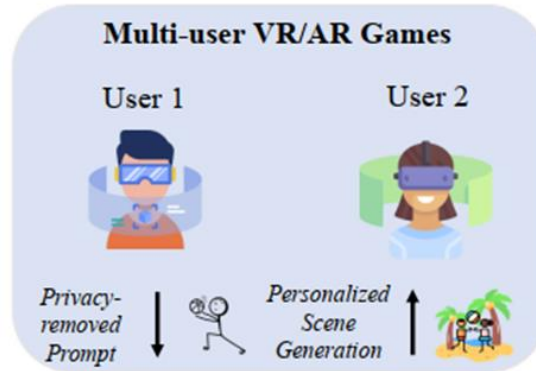 Multi-user VR/AR Games
User 1
User 2
Privacy-
removed
Prompt
Personalized
Scene
Generation